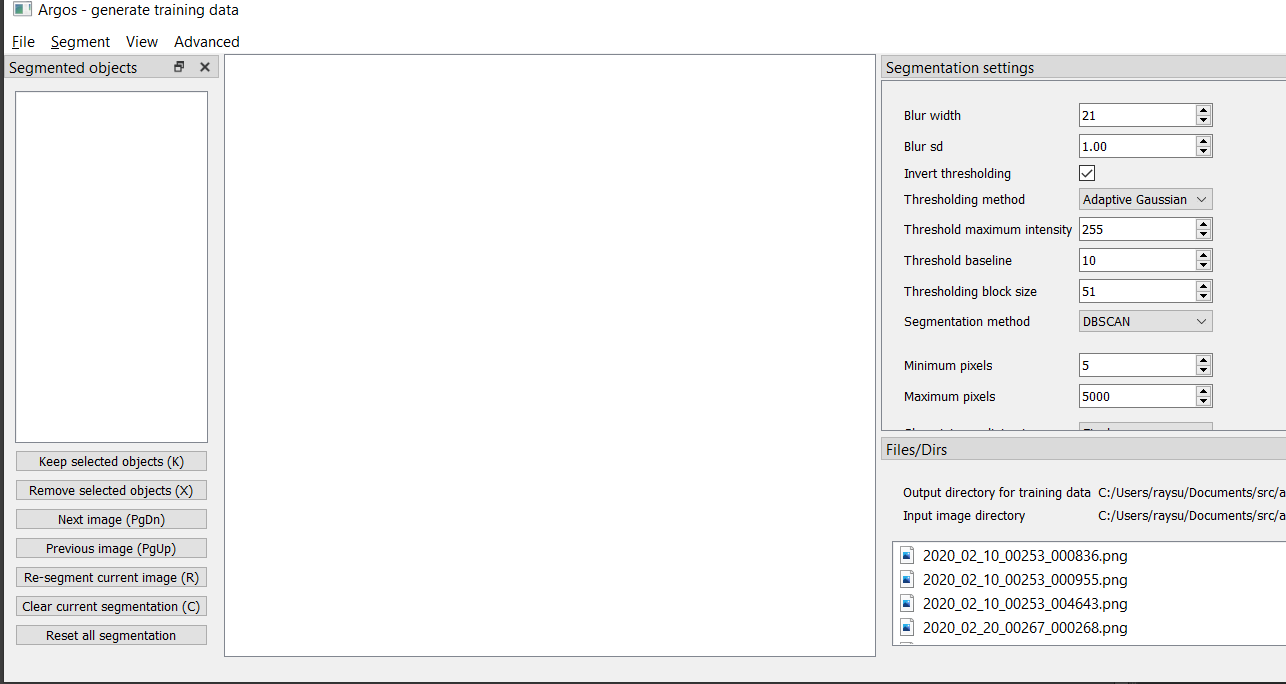 Argos - generate training data
File Segment View Advanced
Segmented objects
Keep selected objects (K)
Remove selected objects (X)
Next image (PgDn)
Previous image (PgUp)
Re-segment current image (R)
Clear current segmentation (C)
Reset all segmentation
Segmentation settings
Blur width 21
Blur sd 1.00
Invert thresholding
Thresholding method Adaptive Gaussian
Threshold maximum intensity 255
Threshold baseline 10
Thresholding block size 51
Segmentation method DBSCAN
Minimum pixels 5
Maximum pixels 5000
Files/Dirs
Output directory for training data C:/Users/raysu/Documents/src/a
Input image directory C:/Users/raysu/Documents/src/a
2020_02_10_00253_000836.png
2020_02_10_00253_000955.png
2020_02_10_00253_004643.png
2020_02_20_00267_000268.png